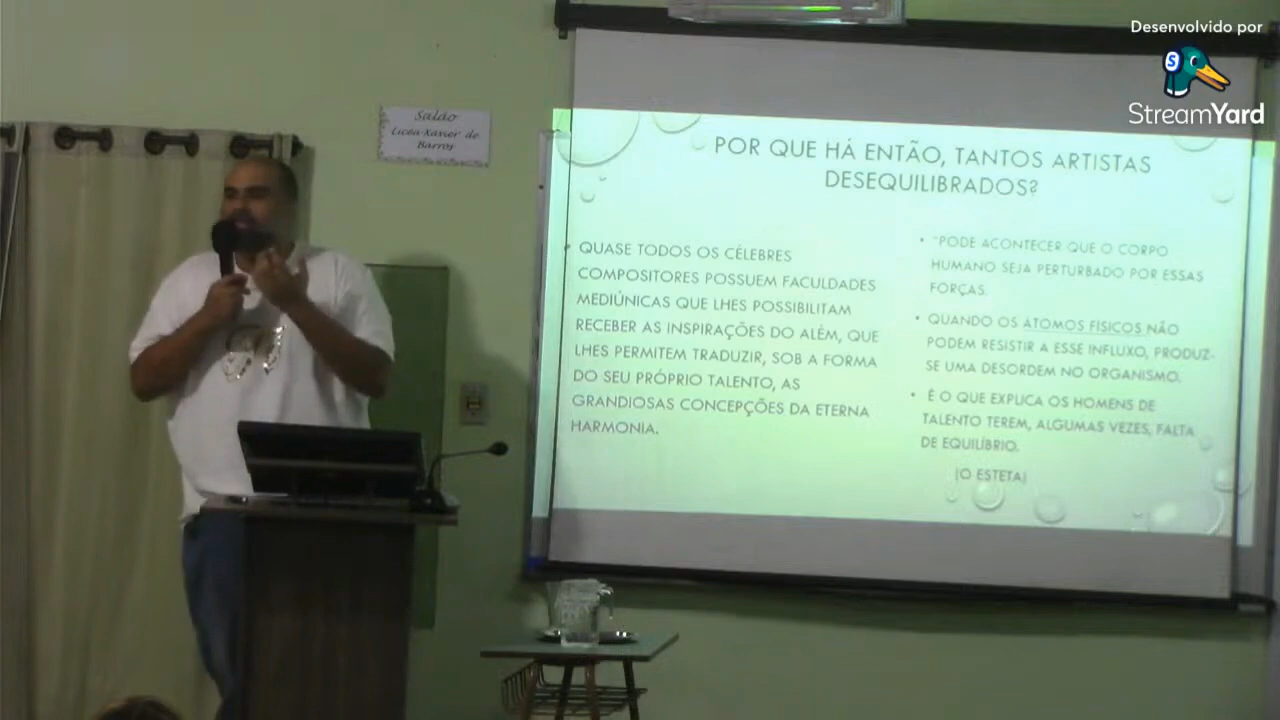 Desenvolvido por
StreamYard
Salão
Licéa Xavier de
Barros
POR QUE HÁ ENTÃO, TANTOS ARTISTAS
DESEQUILIBRADOS?
QUASE TODOS OS CÉLEBRES
COMPOSITORES POSSUEM FACULDADES
MEDIÚNICAS QUE LHES POSSIBILITAM
RECEBER AS INSPIRAÇÕES DO ALÉM, QUE
LHES PERMITEM TRADUZIR, SOB A FORMA
DO SEU PRÓPRIO TALENTO, AS
GRANDIOSAS CONCEPÇÕES DA ETERNA
HARMONIA.
• "PODE ACONTECER QUE O CORPO
HUMANO SEJA PERTURBADO POR ESSAS
FORÇAS.
• QUANDO OS ÁTOMOS FÍSICOS NÃO
PODEM RESISTIR A ESSE INFLUXO, PRODUZ-
SE UMA DESORDEM NO ORGANISMO.
• É O QUE EXPLICA OS HOMENS DE
TALENTO TEREM, ALGUMAS VEZES, FALTA
DE EQUILÍBRIO.
(O ESTETA)